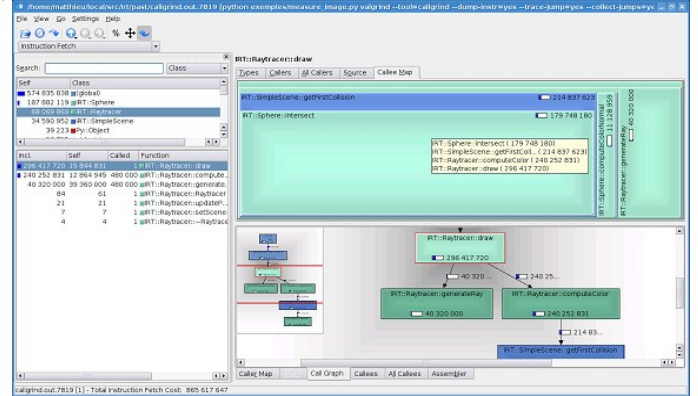 /home/matthieu/local/src/irt/past/callgrind.out.7819 [python exemples/measure_image.py valgrind --tool=callgrind --dump-instr=yes --trace-jump=yes --collect-jumps=ye
File View Go Settings Help
%
Instruction Fetch
Search: Class
Self Class
574 835 838 (global)
187 882 119 IRT::Sphere
68 069 869 IRT::Raytracer
34 590 952 IRT::SimpleScene
39 223 Py::Object
Incl. Self Called Function
296 417 720 15 844 831 1 IRT::Raytracer::draw
240 252 831 12 864 945 480 000 IRT::Raytracer::compute..
40 320 000 39 360 000 480 000 IRT::Raytracer::generate.
84 61 1 IRT::Raytracer::Raytracer
21 21 1 IRT::Raytracer::updateP..
7 7 1 IRT::Raytracer::setScene
4 4 1 IRT::Raytracer::~Raytrace
IRT::Raytracer::draw
Types Callers All Callers Source Callee Map
IRT::SimpleScene::getFirstCollision 214 837 623
IRT::Sphere::intersect 179 748 180
IRT::Sphere::computeColorNormal 11 128 959
IRT::Raytracer::generateRay 40 320 000
IRT::Sphere::intersect (179 748 180)
IRT::SimpleScene::getFirstColl... (214 837 623)
IRT::Raytracer::computeColor (240 252 831)
IRT::Raytracer::draw (296 417 720)
IRT::Raytracer::draw
296 417 720
40 320 ...
240 25...
IRT::Raytracer::generateRay
40 320 000
IRT::Raytracer::computeColor
240 252 831
214 83...
IRT::SimpleScene::getFirstCollision
Caller Map Call Graph Callees All Callees Assembler
callgrind.out.7819 [1] - Total Instruction Fetch Cost: 865 617 647